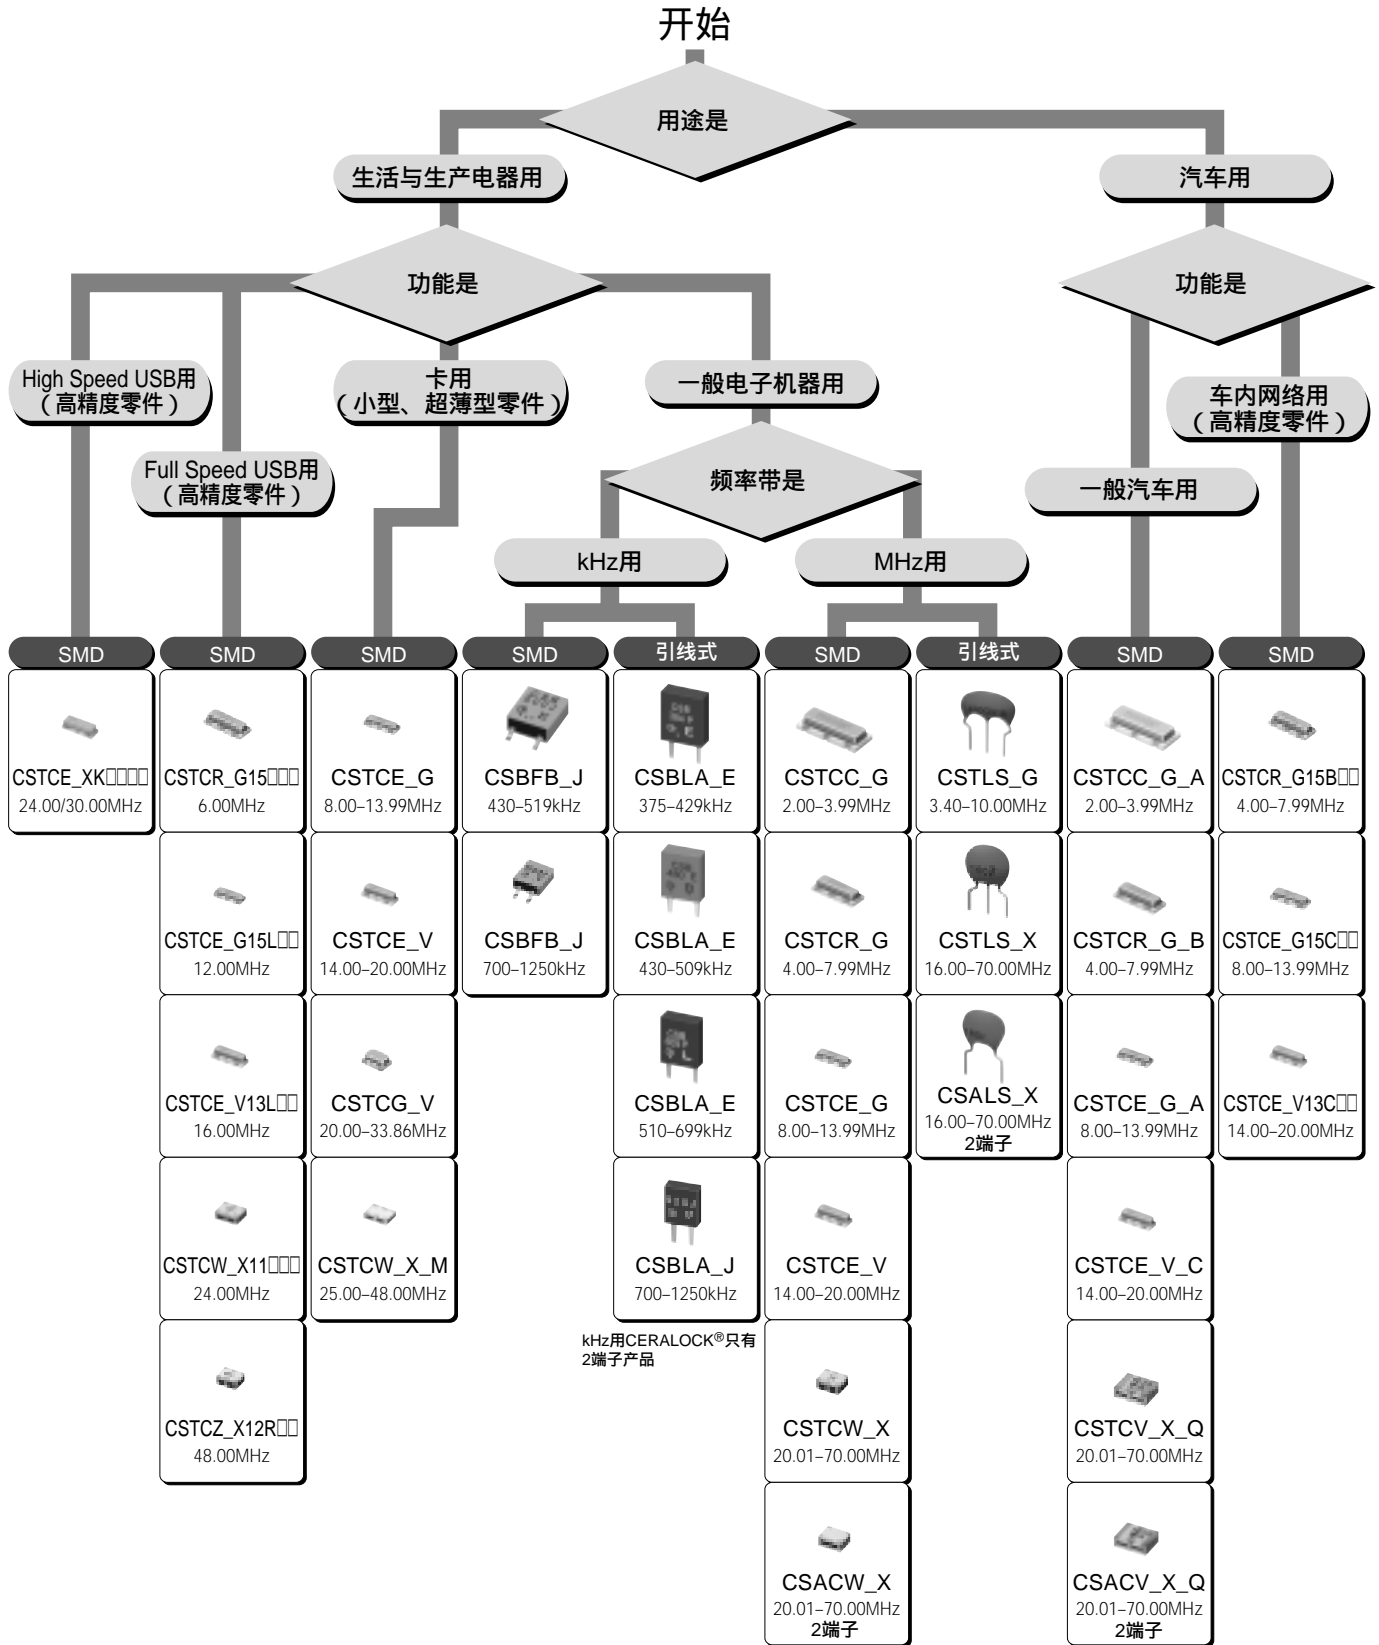 开始
用途是
生活与生产电器用
汽车用
功能是
功能是
High Speed USB用
（高精度零件）
卡用
（小型、超薄型零件）
一般电子机器用
车内网络用
（高精度零件）
Full Speed USB用
（高精度零件）
频率带是
一般汽车用
kHz用
MHz用
SMD
SMD
SMD
SMD
引线式
SMD
引线式
SMD
SMD
CSTCE_XK□□□□
24.00/30.00MHz
CSTCR_G15□□□
6.00MHz
CSTCE_G
8.00–13.99MHz
CSBFB_J
430–519kHz
CSBLA_E
375–429kHz
CSTCC_G
2.00–3.99MHz
CSTLS_G
3.40–10.00MHz
CSTCC_G_A
2.00–3.99MHz
CSTCR_G15B□□
4.00–7.99MHz
CSTCE_G15L□□
12.00MHz
CSTCE_V
14.00–20.00MHz
CSBFB_J
700–1250kHz
CSBLA_E
430–509kHz
CSTCR_G
4.00–7.99MHz
CSTLS_X
16.00–70.00MHz
CSTCR_G_B
4.00–7.99MHz
CSTCE_G15C□□
8.00–13.99MHz
CSTCE_V13L□□
16.00MHz
CSTCG_V
20.00–33.86MHz
CSBLA_E
510–699kHz
CSTCE_G
8.00–13.99MHz
CSALS_X
16.00–70.00MHz
2端子
CSTCE_G_A
8.00–13.99MHz
CSTCE_V13C□□
14.00–20.00MHz
CSTCW_X11□□□
24.00MHz
CSTCW_X_M
25.00–48.00MHz
CSBLA_J
700–1250kHz
CSTCE_V
14.00–20.00MHz
CSTCE_V_C
14.00–20.00MHz
kHz用CERALOCK®只有
2端子产品
CSTCZ_X12R□□
48.00MHz
CSTCW_X
20.01–70.00MHz
CSTCV_X_Q
20.01–70.00MHz
CSACW_X
20.01–70.00MHz
2端子
CSACV_X_Q
20.01–70.00MHz
2端子